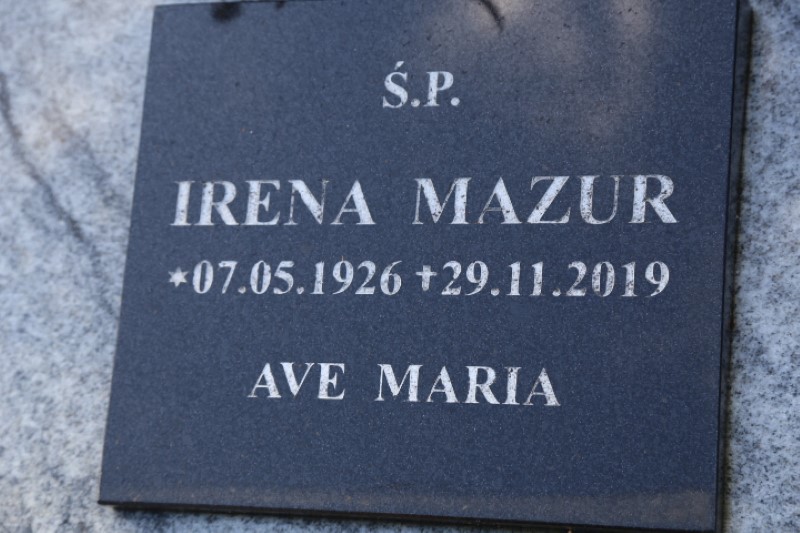 Ś.P.
IRENA MAZUR
*07.05.1926 †29.11.2019
AVE MARIA